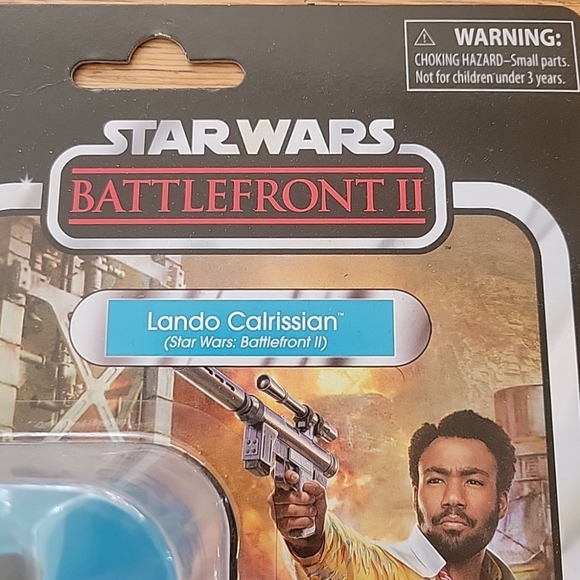 ⚠ WARNING:
CHOKING HAZARD–Small parts.
Not for children under 3 years.
STAR WARS
BATTLEFRONT II
Lando Calrissian™
(Star Wars: Battlefront II)